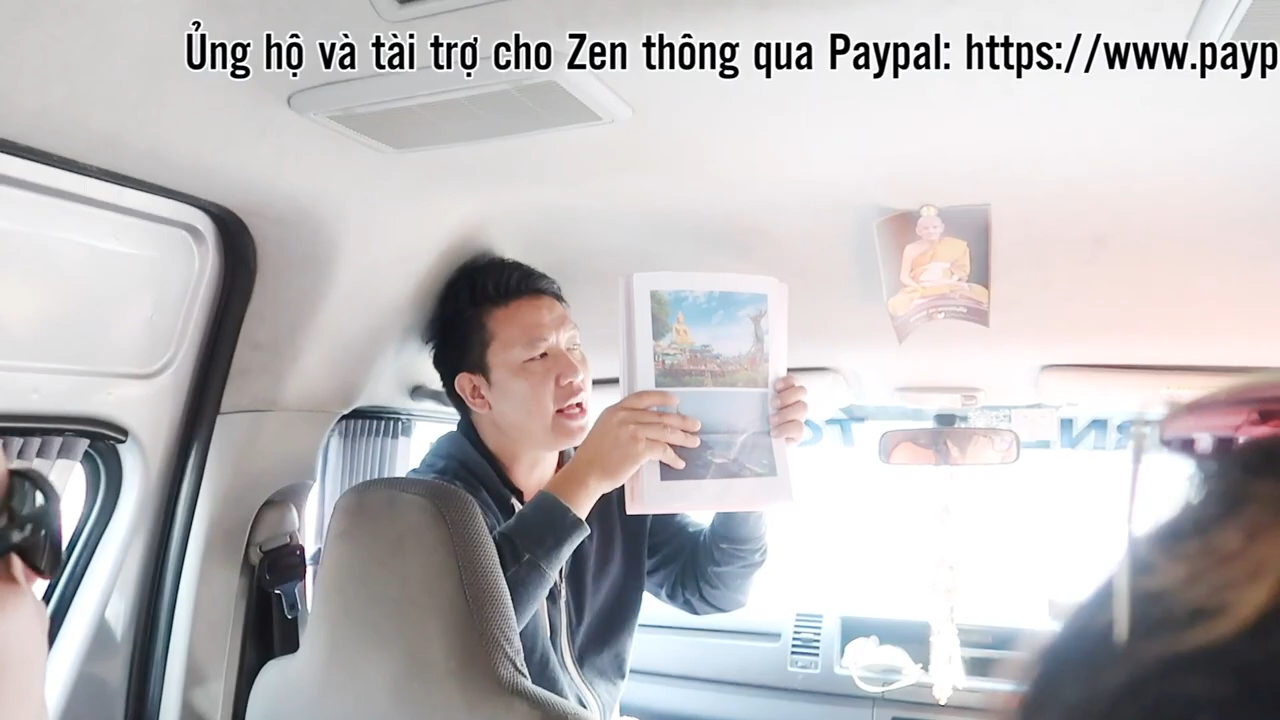 Ủng hộ và tài trợ cho Zen thông qua Paypal: https://www.payp